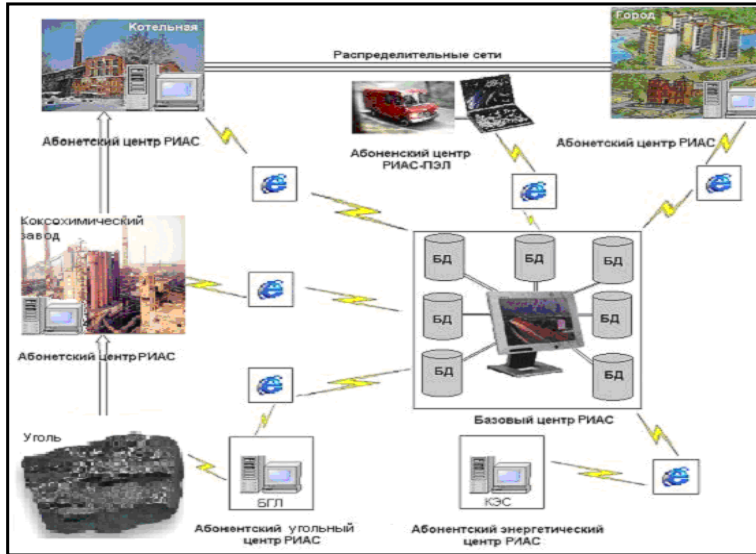 Котельная
Город
Распределительные сети
Абонетский центр РИАС
Абоненский центр
РИАС-ПЭЛ
Абонетский центр РИАС
Коксохимический
завод
БД
БД
БД
БД
БД
БД
БД
Абонетский центр РИАС
Базовый центр РИАС
Уголь
БГЛ
КЭС
Абонентский угольный
центр РИАС
Абонентский энергетический
центр РИАС